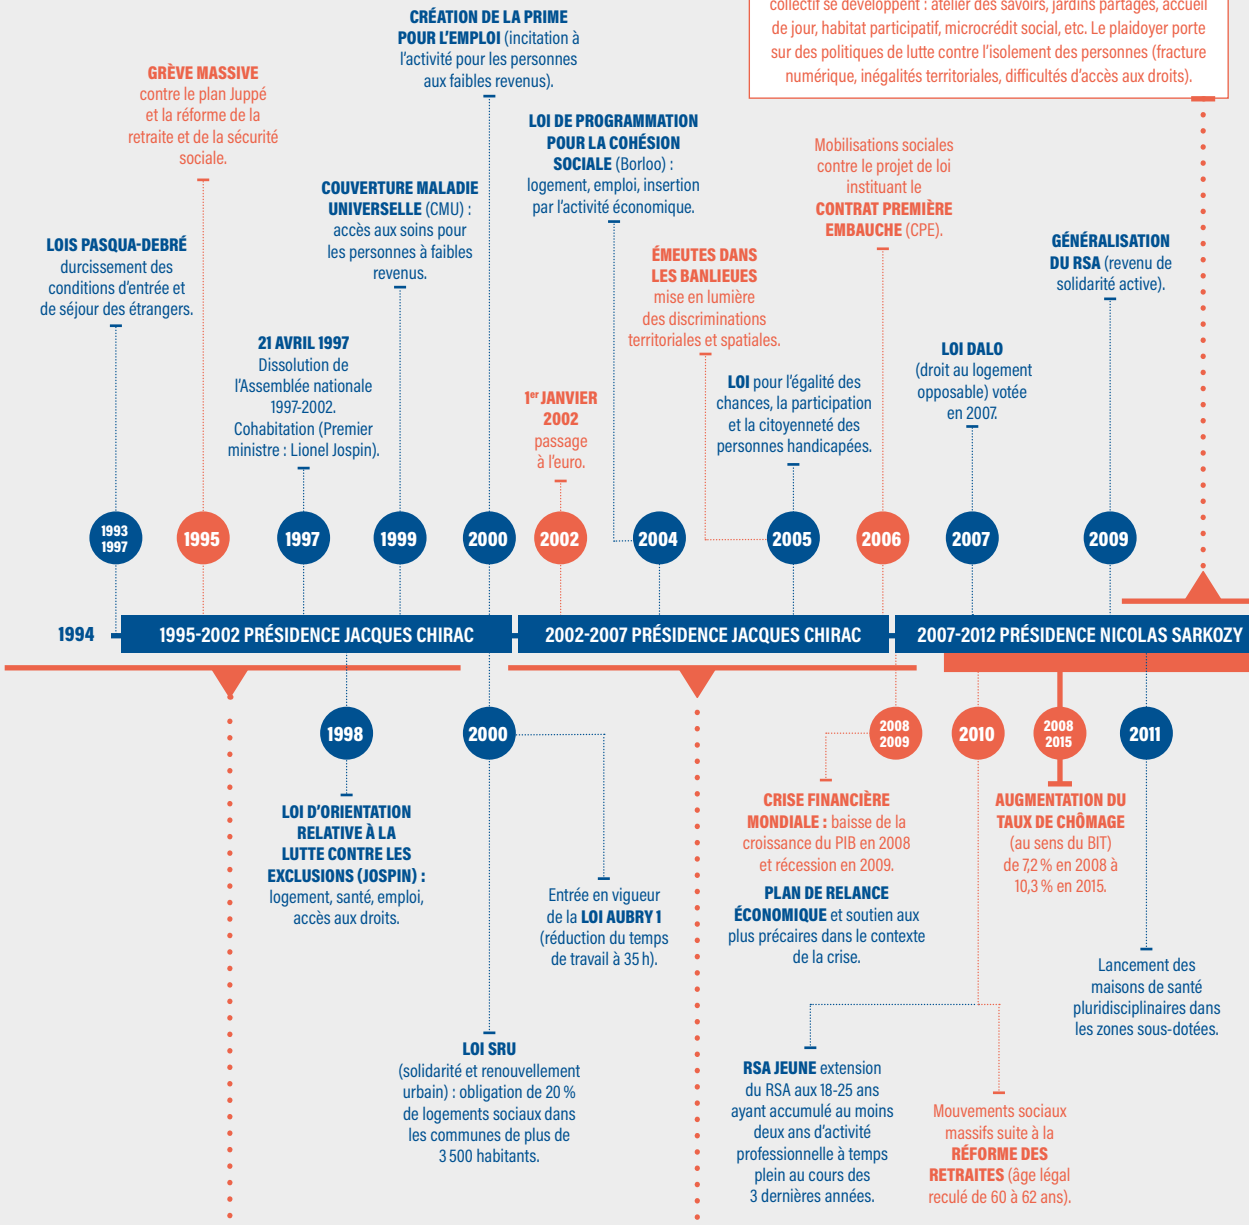 collectif se développent : atelier des savoirs, jardins partagés, accueil
de jour, habitat participatif, microcrédit social, etc. Le plaidoyer porte
sur des politiques de lutte contre l'isolement des personnes (fracture
numérique, inégalités territoriales, difficultés d'accès aux droits).
CRÉATION DE LA PRIME
POUR L'EMPLOI (incitation à
l'activité pour les personnes
aux faibles revenus).
GRÈVE MASSIVE
contre le plan Juppé
et la réforme de la
retraite et de la sécurité
sociale.
LOI DE PROGRAMMATION
POUR LA COHÉSION
SOCIALE (Borloo) :
logement, emploi, insertion
par l'activité économique.
Mobilisations sociales
contre le projet de loi
instituant le
CONTRAT PREMIÈRE
EMBAUCHE (CPE).
COUVERTURE MALADIE
UNIVERSELLE (CMU) :
accès aux soins pour
les personnes à faibles
revenus.
LOIS PASQUA-DEBRÉ
durcissement des
conditions d'entrée et
de séjour des étrangers.
ÉMEUTES DANS
LES BANLIEUES
mise en lumière
des discriminations
territoriales et spatiales.
GÉNÉRALISATION
DU RSA (revenu de
solidarité active).
21 AVRIL 1997
Dissolution de
l'Assemblée nationale
1997-2002.
Cohabitation (Premier
ministre : Lionel Jospin).
1er JANVIER
2002
passage
à l'euro.
LOI pour l'égalité des
chances, la participation
et la citoyenneté des
personnes handicapées.
LOI DALO
(droit au logement
opposable) votée
en 2007.
1993
1997
1995
1997
1999
2000
2002
2004
2005
2006
2007
2009
1994
1995-2002 PRÉSIDENCE JACQUES CHIRAC
2002-2007 PRÉSIDENCE JACQUES CHIRAC
2007-2012 PRÉSIDENCE NICOLAS SARKOZY
1998
2000
2008
2009
2010
2008
2015
2011
LOI D'ORIENTATION
RELATIVE À LA
LUTTE CONTRE LES
EXCLUSIONS (JOSPIN) :
logement, santé, emploi,
accès aux droits.
Entrée en vigueur
de la LOI AUBRY 1
(réduction du temps
de travail à 35 h).
CRISE FINANCIÈRE
MONDIALE : baisse de la
croissance du PIB en 2008
et récession en 2009.
PLAN DE RELANCE
ÉCONOMIQUE et soutien aux
plus précaires dans le contexte
de la crise.
AUGMENTATION DU
TAUX DE CHÔMAGE
(au sens du BIT)
de 7,2 % en 2008 à
10,3 % en 2015.
Lancement des
maisons de santé
pluridisciplinaires dans
les zones sous-dotées.
LOI SRU
(solidarité et renouvellement
urbain) : obligation de 20 %
de logements sociaux dans
les communes de plus de
3 500 habitants.
RSA JEUNE extension
du RSA aux 18-25 ans
ayant accumulé au moins
deux ans d'activité
professionnelle à temps
plein au cours des
3 dernières années.
Mouvements sociaux
massifs suite à la
RÉFORME DES
RETRAITES (âge légal
reculé de 60 à 62 ans).